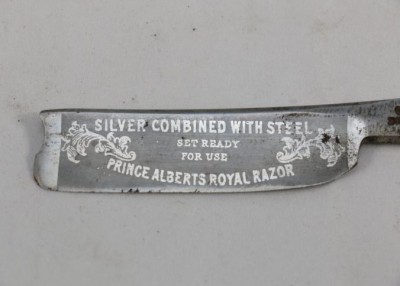 SILVER COMBINED WITH STEEL
SET READY
FOR USE
PRINCE ALBERTS ROYAL RAZOR